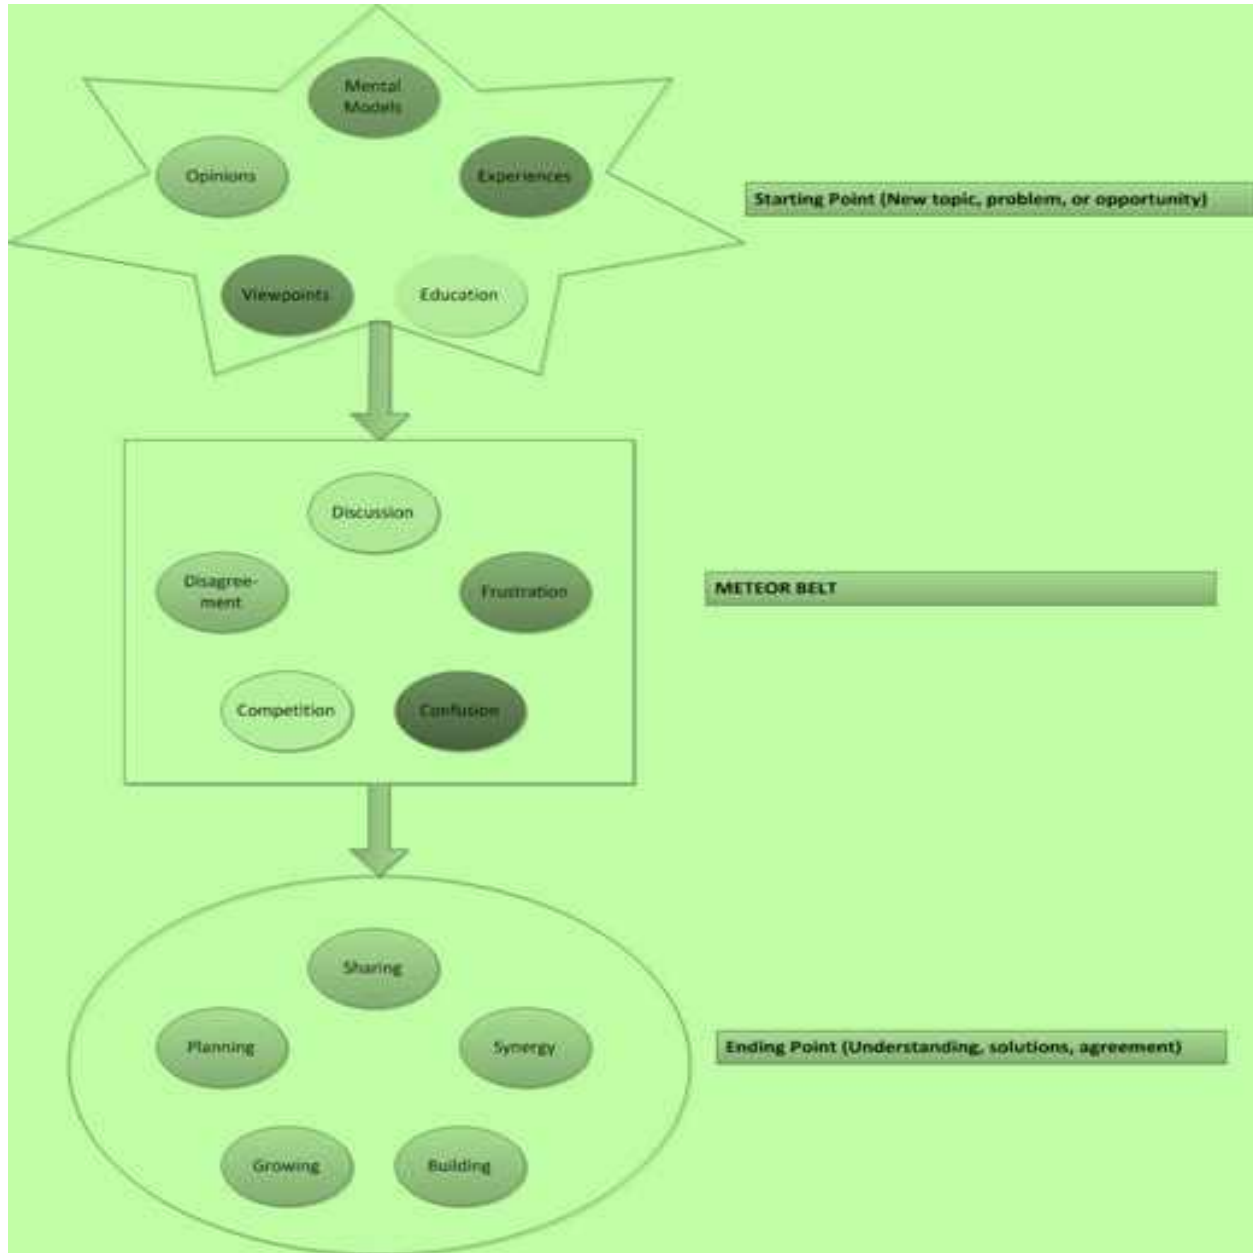 Mental
Models
Opinions
Experiences
Starting Point (New topic, problem, or opportunity)
Viewpoints
Education
Discussion
Disagree-
ment
Frustration
METEOR BELT
Competition
Confusion
Sharing
Planning
Synergy
Ending Point (Understanding, solutions, agreement)
Growing
Building